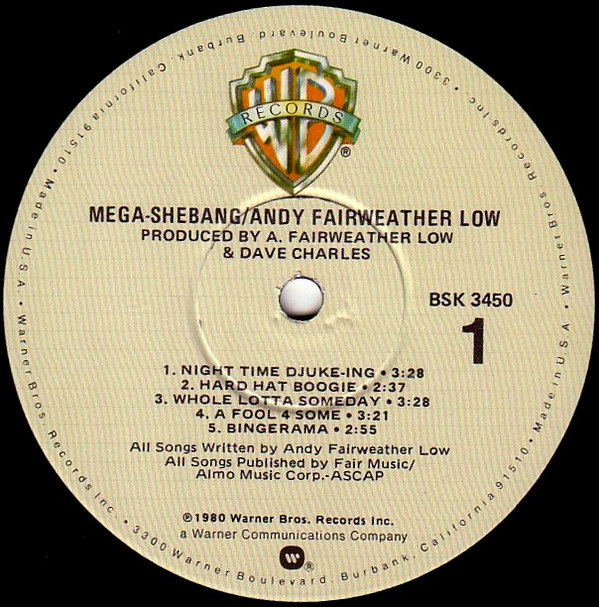 WB
RECORDS
®
MEGA-SHEBANG/ANDY FAIRWEATHER LOW
PRODUCED BY A. FAIRWEATHER LOW
& DAVE CHARLES
BSK 3450
1
1. NIGHT TIME DJUKE-ING • 3:28
2. HARD HAT BOOGIE • 2:37
3. WHOLE LOTTA SOMEDAY • 3:28
4. A FOOL 4 SOME • 3:21
5. BINGERAMA • 2:55
All Songs Written by Andy Fairweather Low
All Songs Published by Fair Music/
Almo Music Corp.-ASCAP
℗1980 Warner Bros. Records Inc.
a Warner Communications Company
W®
Warner Bros. Records Inc. • 3300 Warner Boulevard, Burbank, California 91510 • Made in U.S.A. • Warner Bros. Records Inc. • 3300 Warner Boulevard, Burbank, California 91510 • Made in U.S.A. •